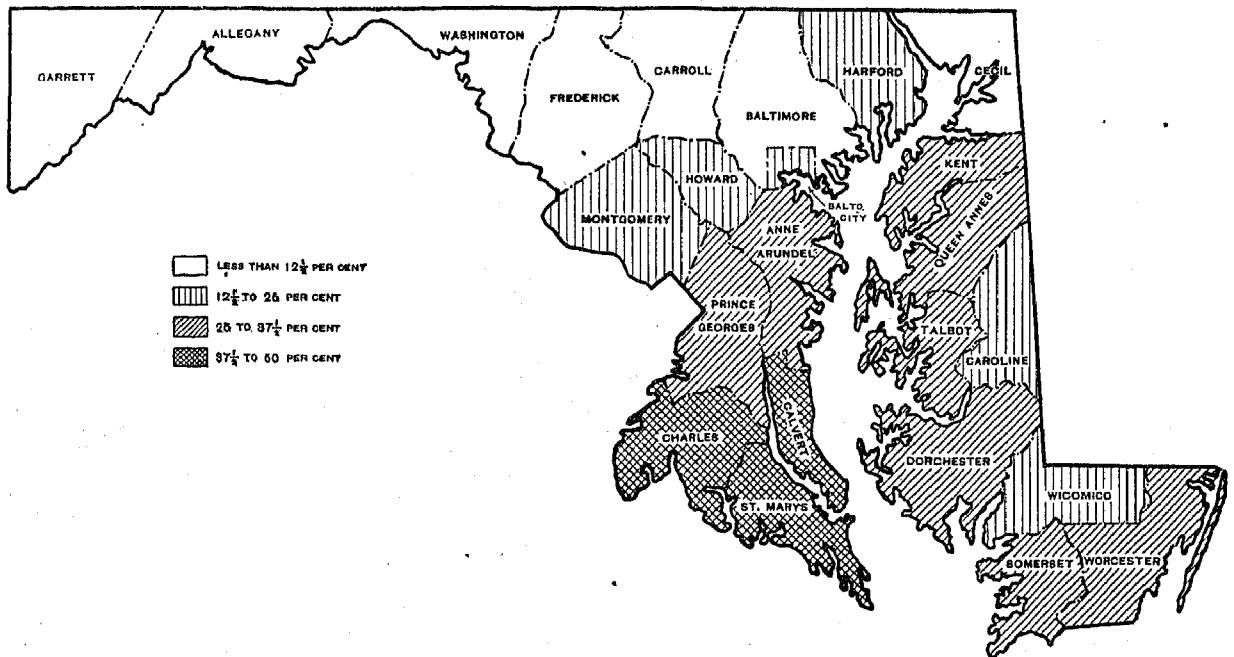 ALLEGANY
WASHINGTON
GARRETT
CARROLL
HARFORD
CECIL
FREDERICK
BALTIMORE
KENT
HOWARD
MONTGOMERY
BALTO.
CITY
ANNE
ARUNDEL
QUEEN ANNES
LESS THAN 12½ PER CENT
12½ TO 25 PER CENT
25 TO 37½ PER CENT
37½ TO 50 PER CENT
PRINCE
GEORGES
TALBOT
CAROLINE
CALVERT
CHARLES
DORCHESTER
WICOMICO
ST. MARYS
SOMERSET
WORCESTER